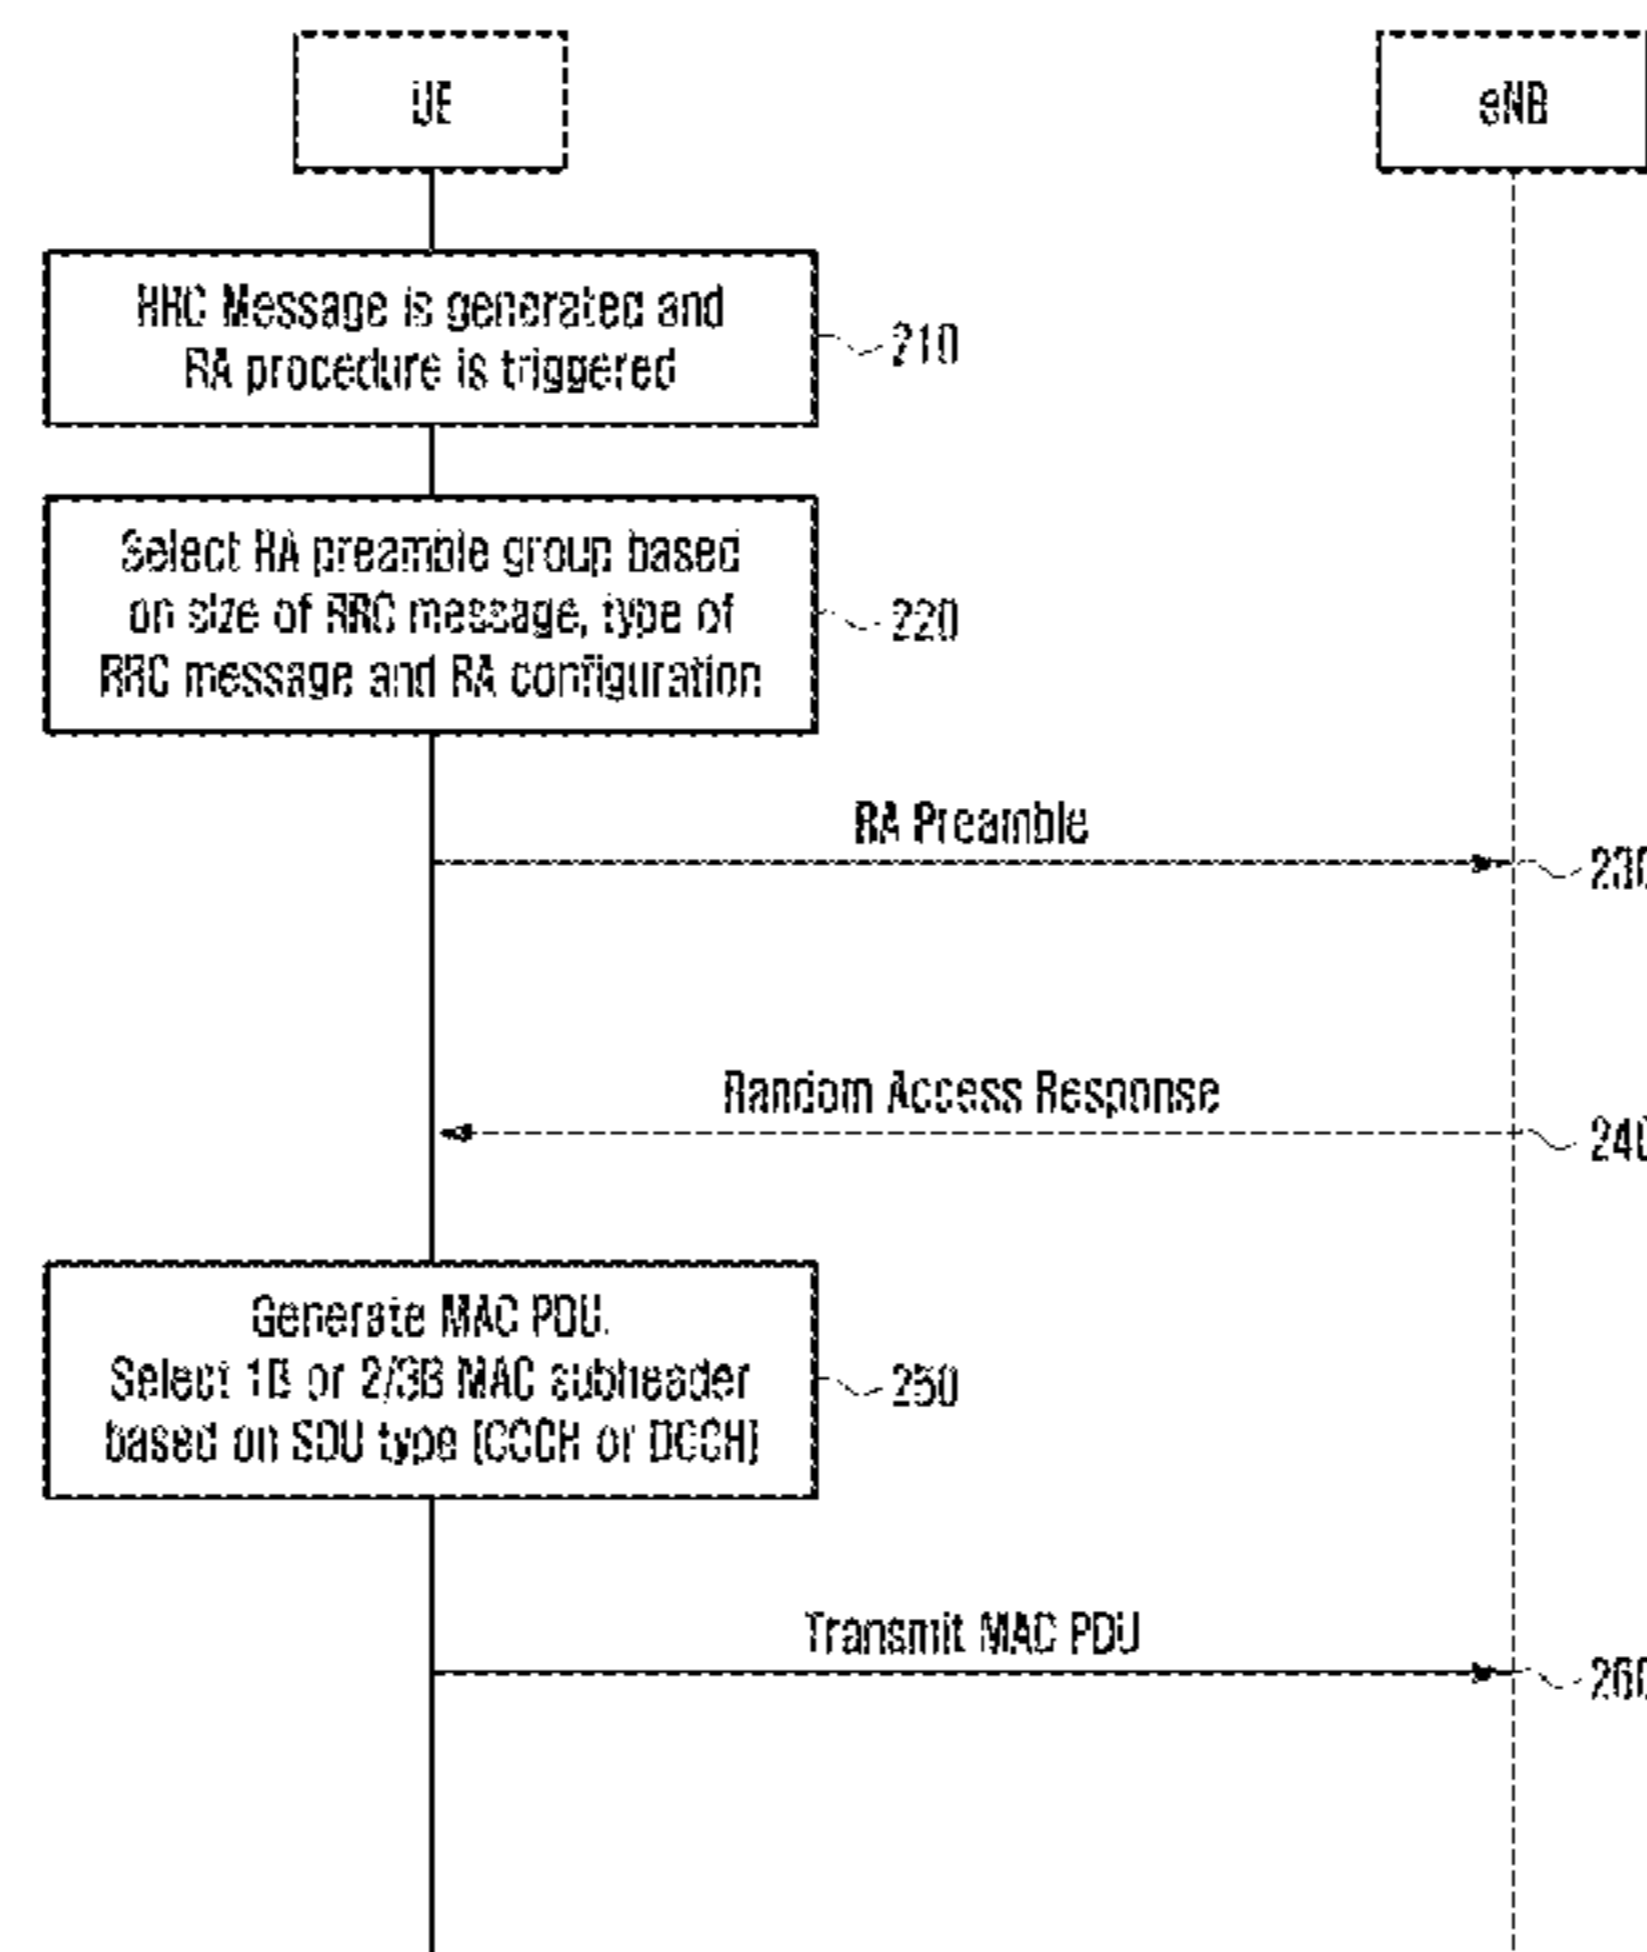 UE
eNB
RRC Message is generated and
RA procedure is triggered
210
Select RA preamble group based
on size of RRC message, type of
RRC message and RA configuration
220
RA Preamble
230
Random Access Response
240
Generate MAC PDU.
Select 1B or 2/3B MAC subheader
based on SDU type (CCCH or DCCH)
250
Transmit MAC PDU
260